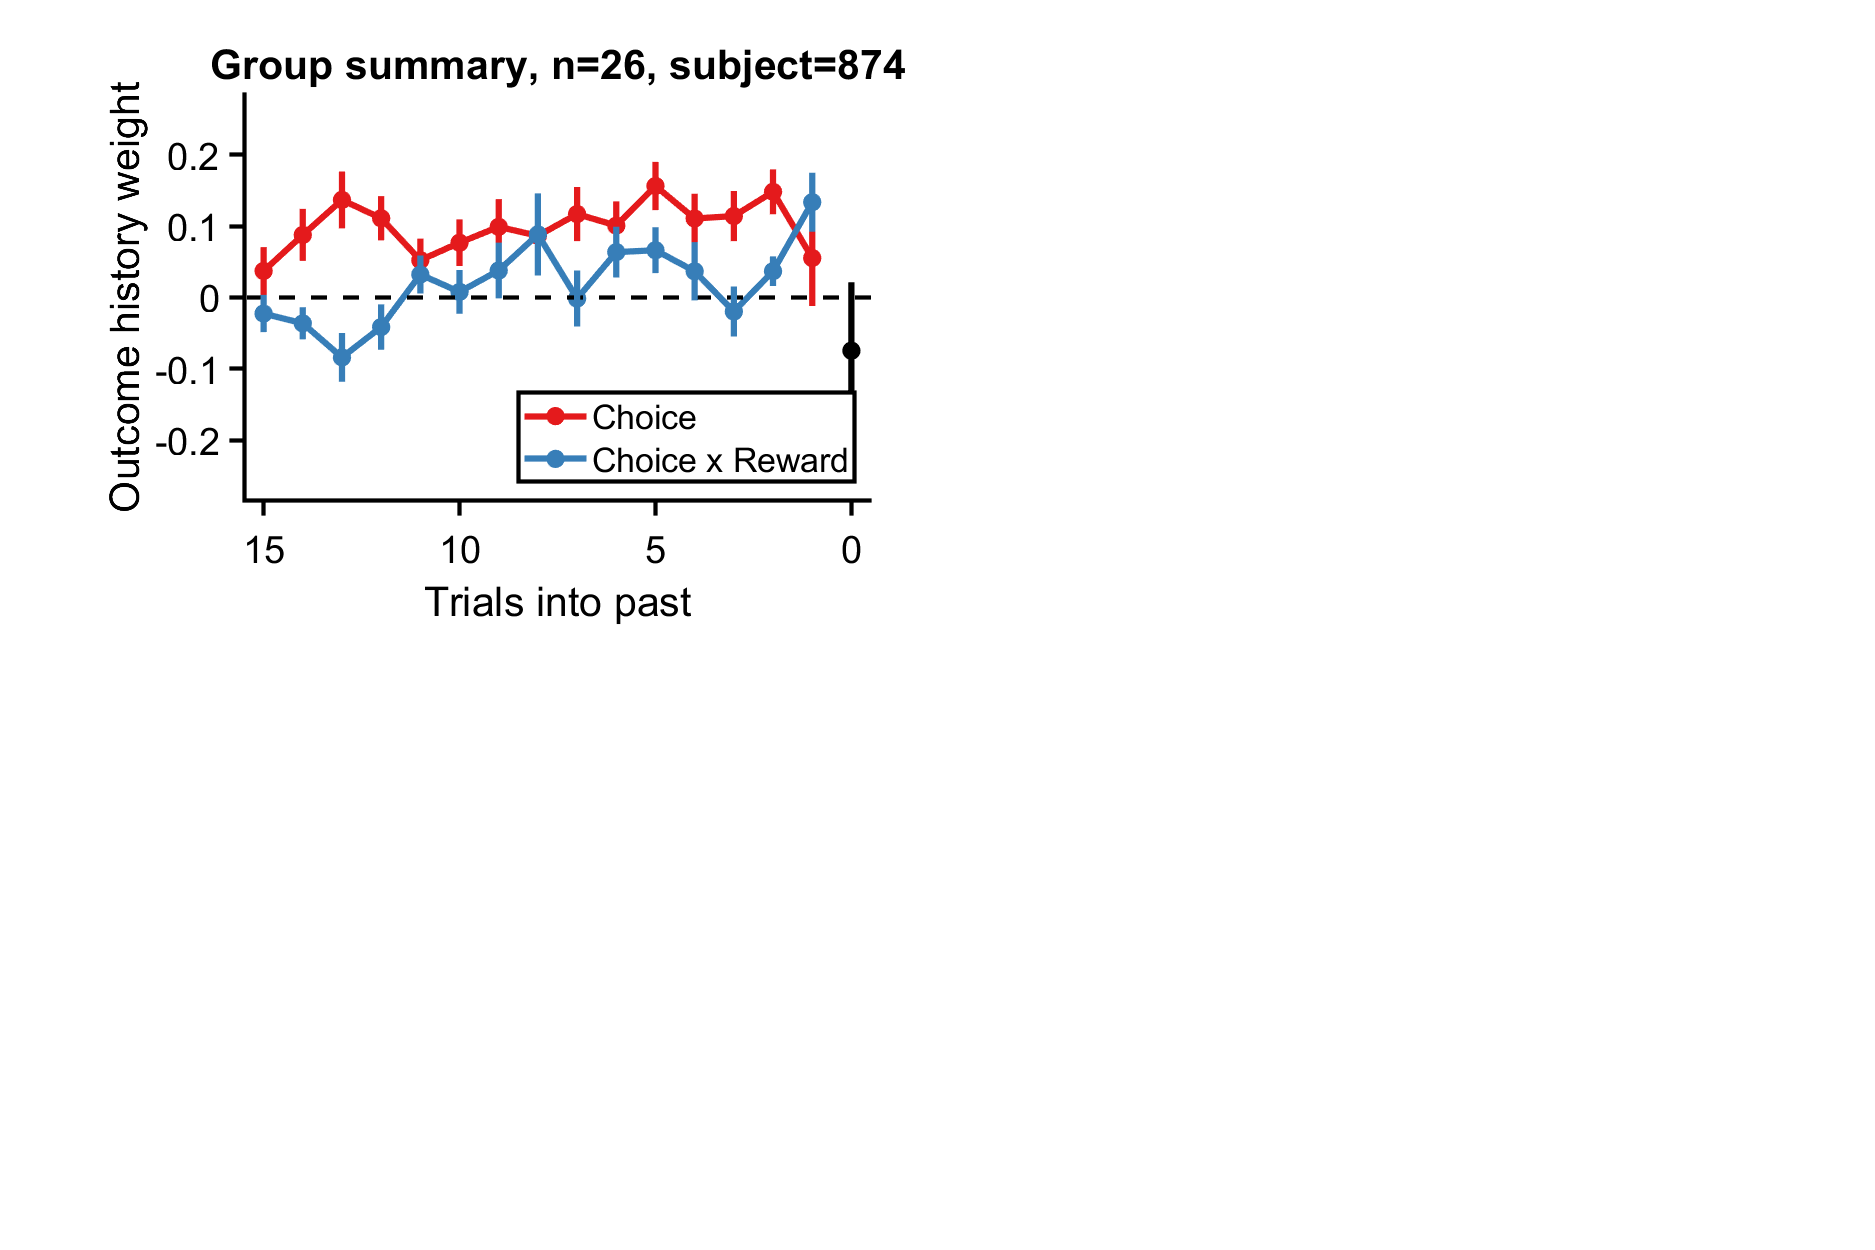 Group summary, n=26, subject=874
Outcome history weight
0.2
0.1
0
-0.1
-0.2
Choice
Choice x Reward
15 10 5 0
Trials into past